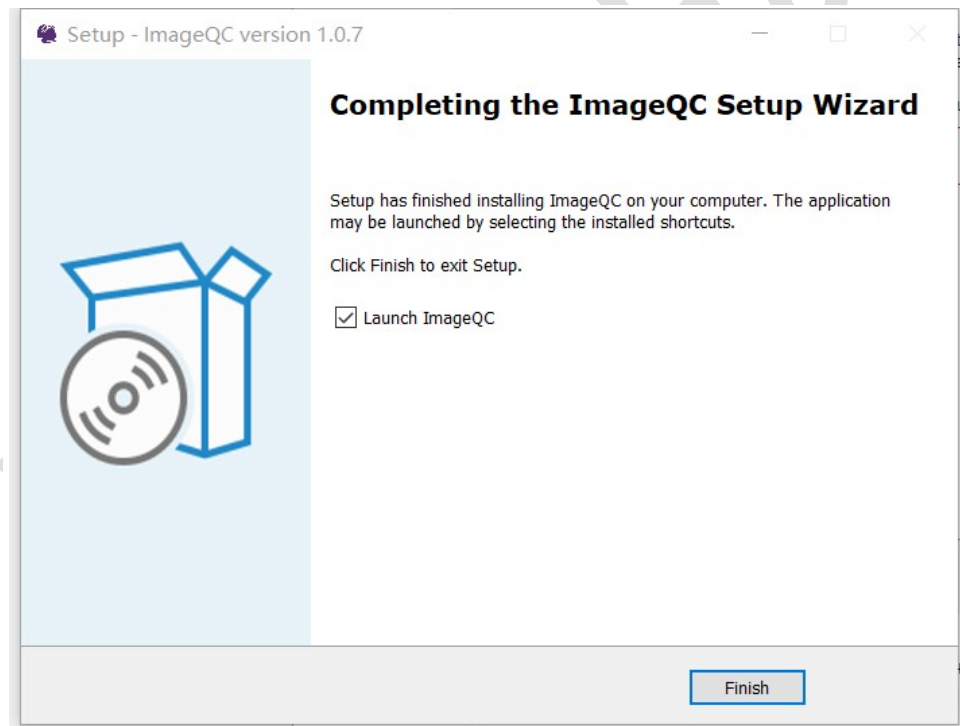 Setup - ImageQC version 1.0.7
Completing the ImageQC Setup Wizard
Setup has finished installing ImageQC on your computer. The application
may be launched by selecting the installed shortcuts.
Click Finish to exit Setup.
Launch ImageQC
Finish